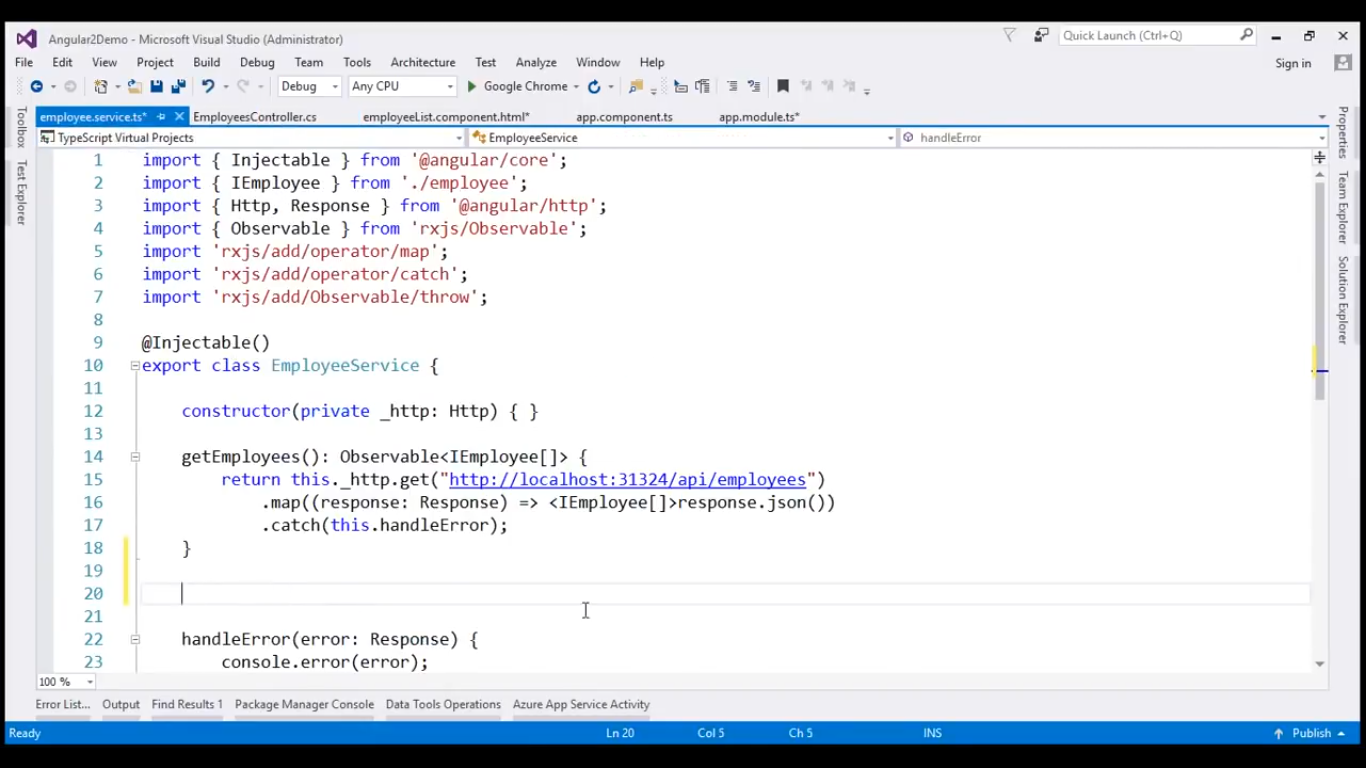 Angular2Demo - Microsoft Visual Studio (Administrator)
Quick Launch (Ctrl+Q)
File Edit View Project Build Debug Team Tools Architecture Test Analyze Window Help
Sign in
Debug Any CPU Google Chrome
employee.service.ts* EmployeesController.cs employeeList.component.html* app.component.ts app.module.ts*
TypeScript Virtual Projects EmployeeService handleError
Toolbox
Test Explorer
1 import { Injectable } from '@angular/core';
2 import { IEmployee } from './employee';
3 import { Http, Response } from '@angular/http';
4 import { Observable } from 'rxjs/Observable';
5 import 'rxjs/add/operator/map';
6 import 'rxjs/add/operator/catch';
7 import 'rxjs/add/Observable/throw';
8
9 @Injectable()
10 export class EmployeeService {
11
12 constructor(private _http: Http) { }
13
14 getEmployees(): Observable<IEmployee[]> {
15 return this._http.get("http://localhost:31324/api/employees")
16 .map((response: Response) => <IEmployee[]>response.json())
17 .catch(this.handleError);
18 }
19
20
21
22 handleError(error: Response) {
23 console.error(error);
Properties
Team Explorer
Solution Explorer
100 %
Error List... Output Find Results 1 Package Manager Console Data Tools Operations Azure App Service Activity
Ready Ln 20 Col 5 Ch 5 INS Publish